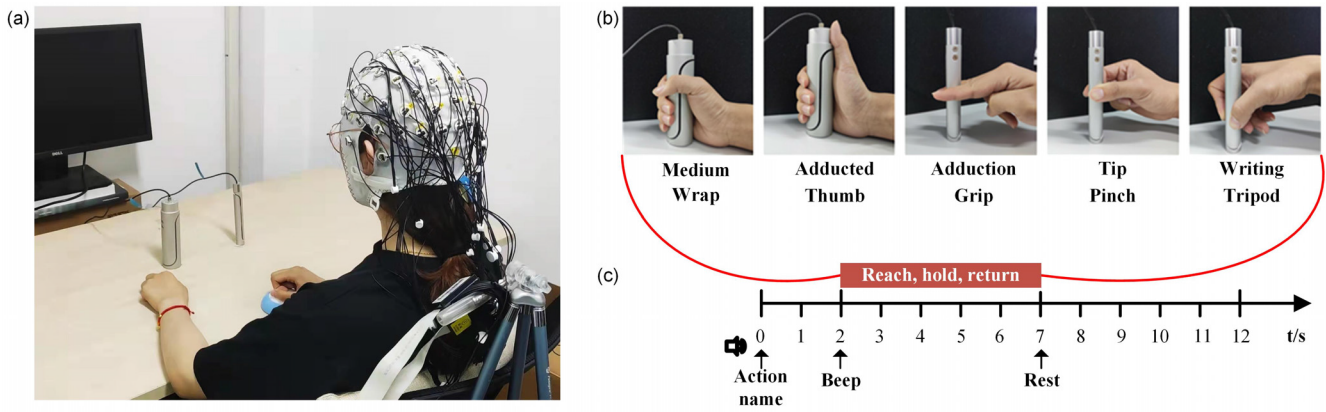 (a)
DELL
(b)
Medium
Wrap
Adducted
Thumb
Adduction
Grip
Tip
Pinch
Writing
Tripod
(c)
Reach, hold, return
0 1 2 3 4 5 6 7 8 9 10 11 12 t/s
Action
name
Beep
Rest